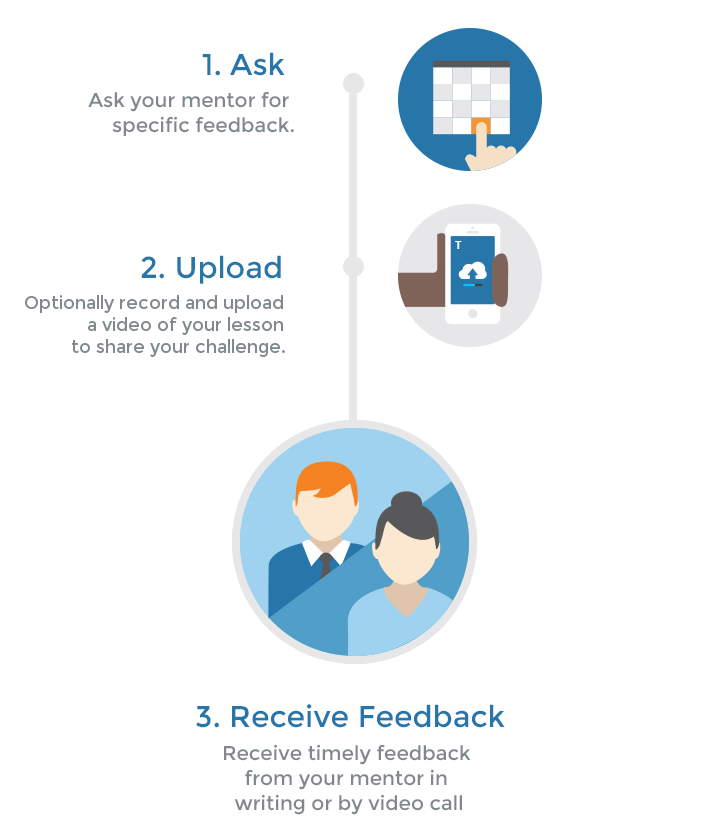 1. Ask
Ask your mentor for
specific feedback.
T
2. Upload
Optionally record and upload
a video of your lesson
to share your challenge.
3. Receive Feedback
Receive timely feedback
from your mentor in
writing or by video call